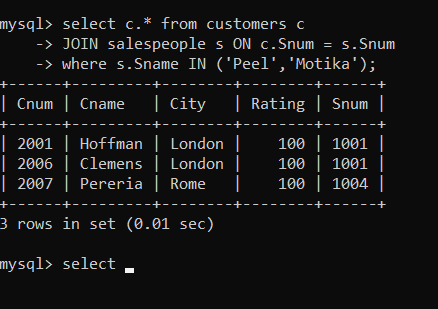 mysql> select c.* from customers c
    -> JOIN salespeople s ON c.Snum = s.Snum
    -> where s.Sname IN ('Peel','Motika');
+------+----------+--------+--------+------+
| Cnum | Cname    | City   | Rating | Snum |
+------+----------+--------+--------+------+
| 2001 | Hoffman  | London |    100 | 1001 |
| 2006 | Clemens  | London |    100 | 1001 |
| 2007 | Pereria  | Rome   |    100 | 1004 |
+------+----------+--------+--------+------+
3 rows in set (0.01 sec)

mysql> select